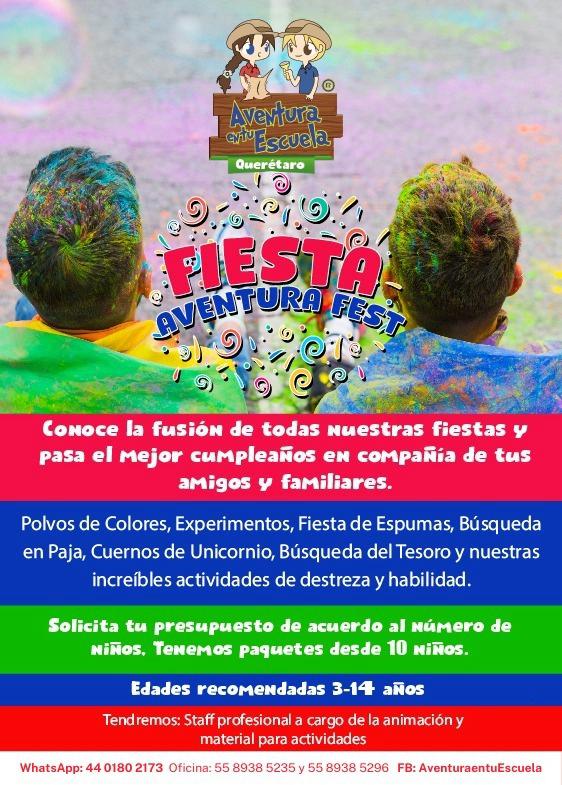 Aventura
en tu Escuela
Querétaro
FIESTA
AVENTURA FEST
Conoce la fusión de todas nuestras fiestas y
pasa el mejor cumpleaños en compañía de tus
amigos y familiares.
Polvos de Colores, Experimentos, Fiesta de Espumas, Búsqueda
en Paja, Cuernos de Unicornio, Búsqueda del Tesoro y nuestras
increíbles actividades de destreza y habilidad.
Solicita tu presupuesto de acuerdo al número de
niños. Tenemos paquetes desde 10 niños.
Edades recomendadas 3-14 años
Tendremos: Staff profesional a cargo de la animación y
material para actividades
WhatsApp: 44 0180 2173 Oficina: 55 8938 5235 y 55 8938 5296 FB: AventuraentuEscuela